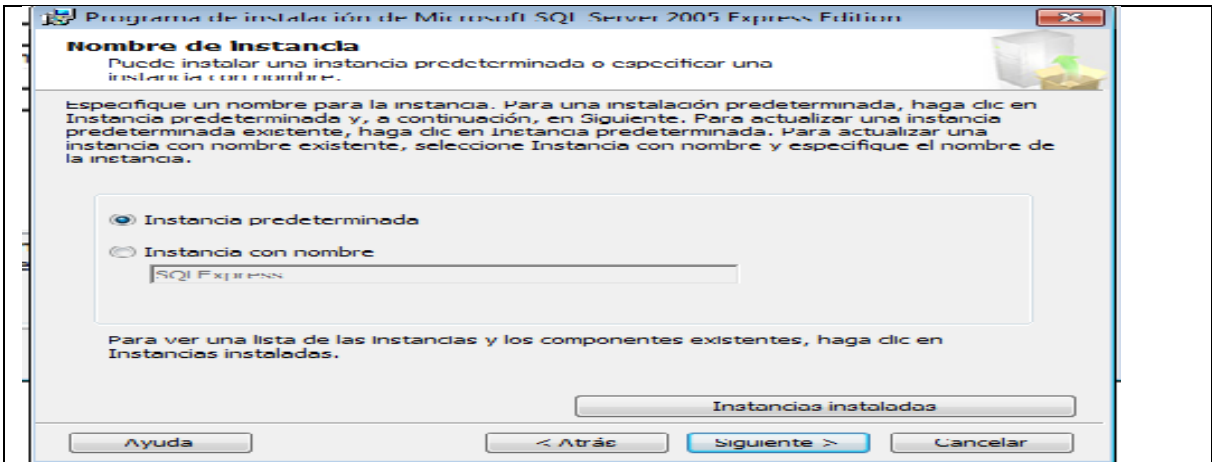 Programa de instalación de Microsoft SQL Server 2005 Express Edition
Nombre de instancia
Puede instalar una instancia predeterminada o especificar una
instancia con nombre.
Especifique un nombre para la instancia. Para una instalación predeterminada, haga clic en
Instancia predeterminada y, a continuación, en Siguiente. Para actualizar una instancia
predeterminada existente, haga clic en Instancia predeterminada. Para actualizar una
instancia con nombre existente, seleccione Instancia con nombre y especifique el nombre de
la instancia.
Instancia predeterminada
Instancia con nombre
SQLExpress
Para ver una lista de las instancias y los componentes existentes, haga clic en
Instancias instaladas.
Instancias instaladas
Ayuda
< Atrás
Siguiente >
Cancelar